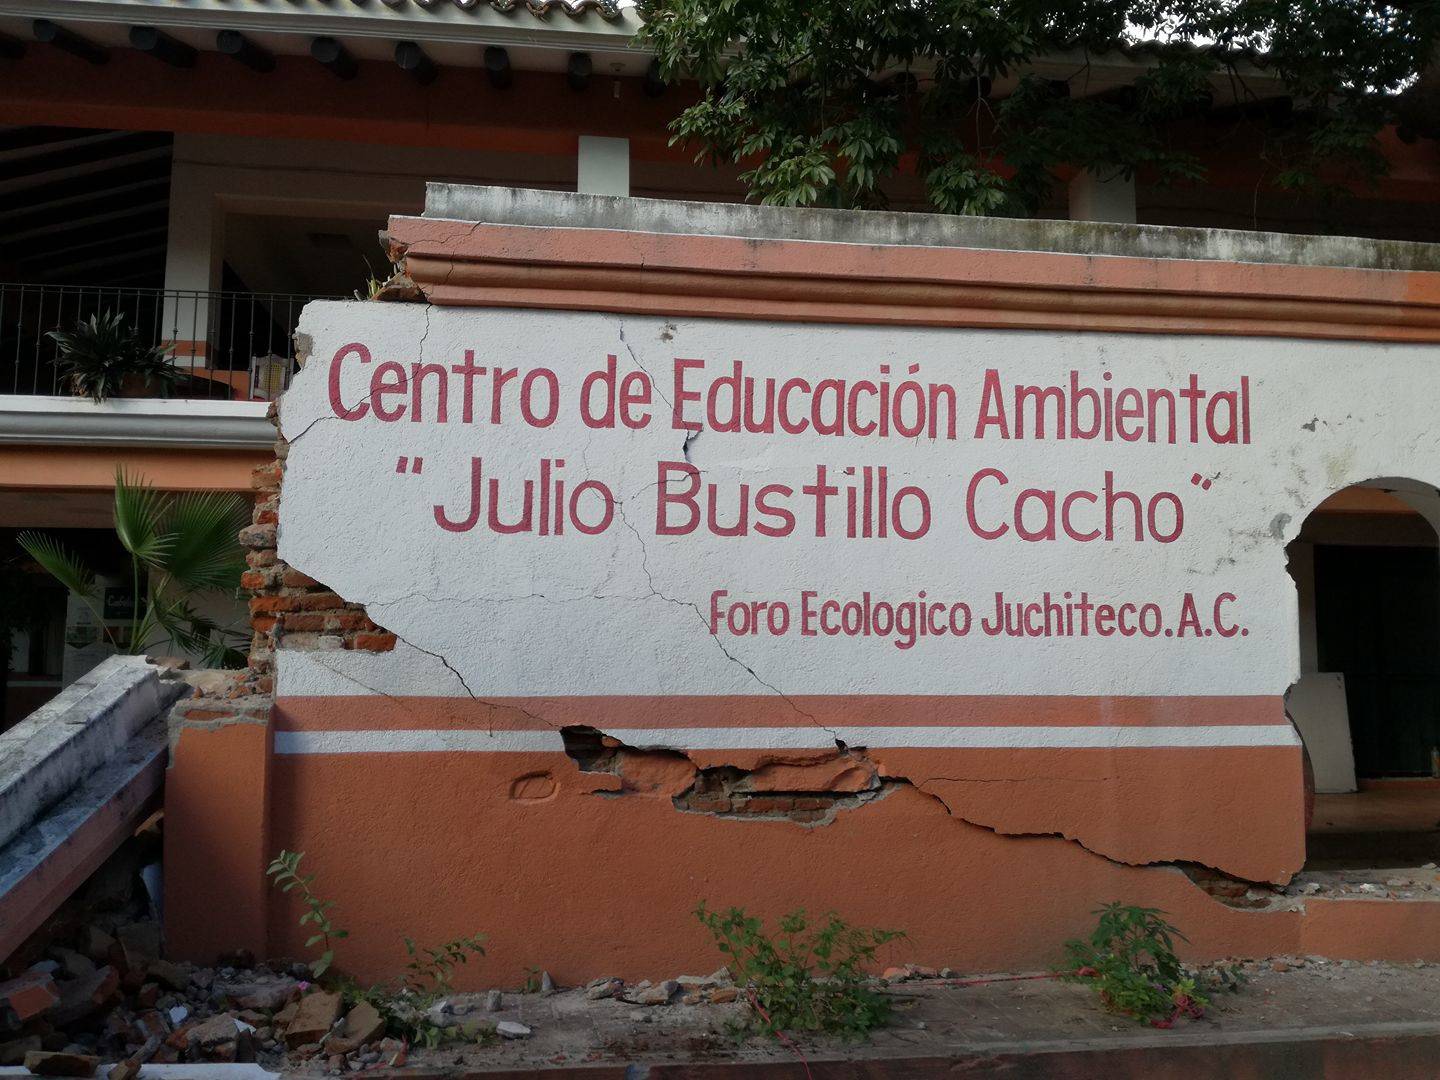 Centro de Educación Ambiental
"Julio Bustillo Cacho"
Foro Ecologico Juchiteco.A.C.